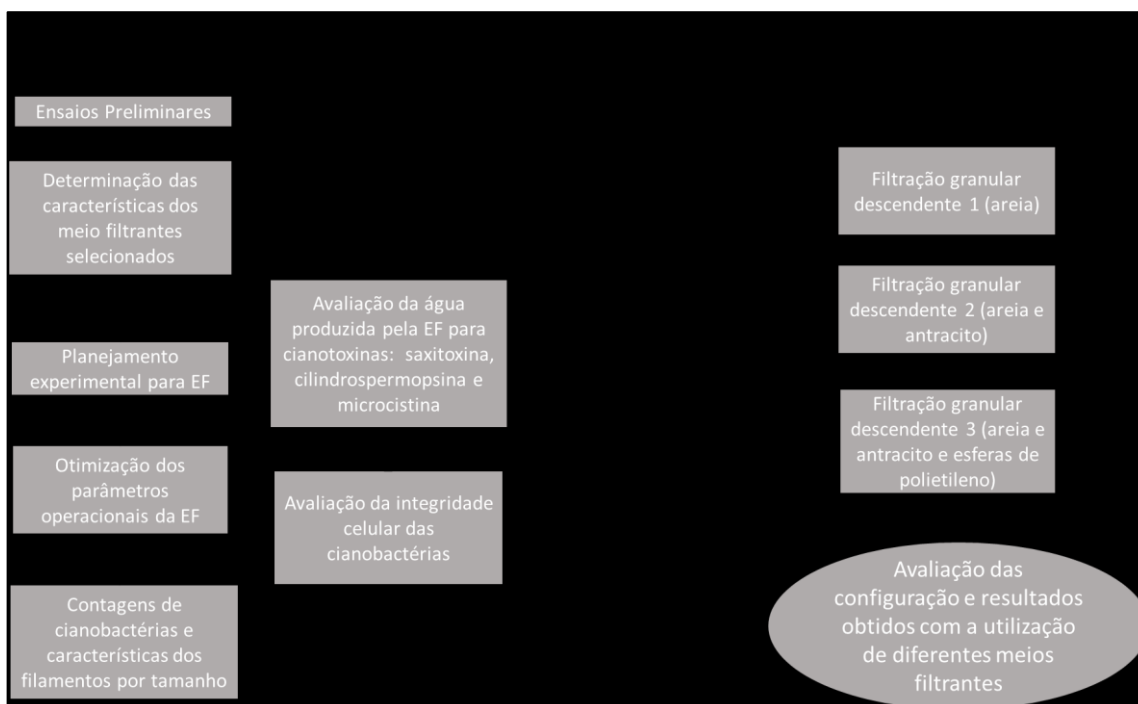 Ensaios Preliminares
Determinação das
características dos
meio filtrantes
selecionados
Planejamento
experimental para EF
Otimização dos
parâmetros
operacionais da EF
Contagens de
cianobactérias e
características dos
filamentos por tamanho
Avaliação da água
produzida pela EF para
cianotoxinas: saxitoxina,
cilindrospermopsina e
microcistina
Avaliação da integridade
celular das
cianobactérias
Filtração granular
descendente 1 (areia)
Filtração granular
descendente 2 (areia e
antracito)
Filtração granular
descendente 3 (areia e
antracito e esferas de
polietileno)
Avaliação das
configuração e resultados
obtidos com a utilização
de diferentes meios
filtrantes